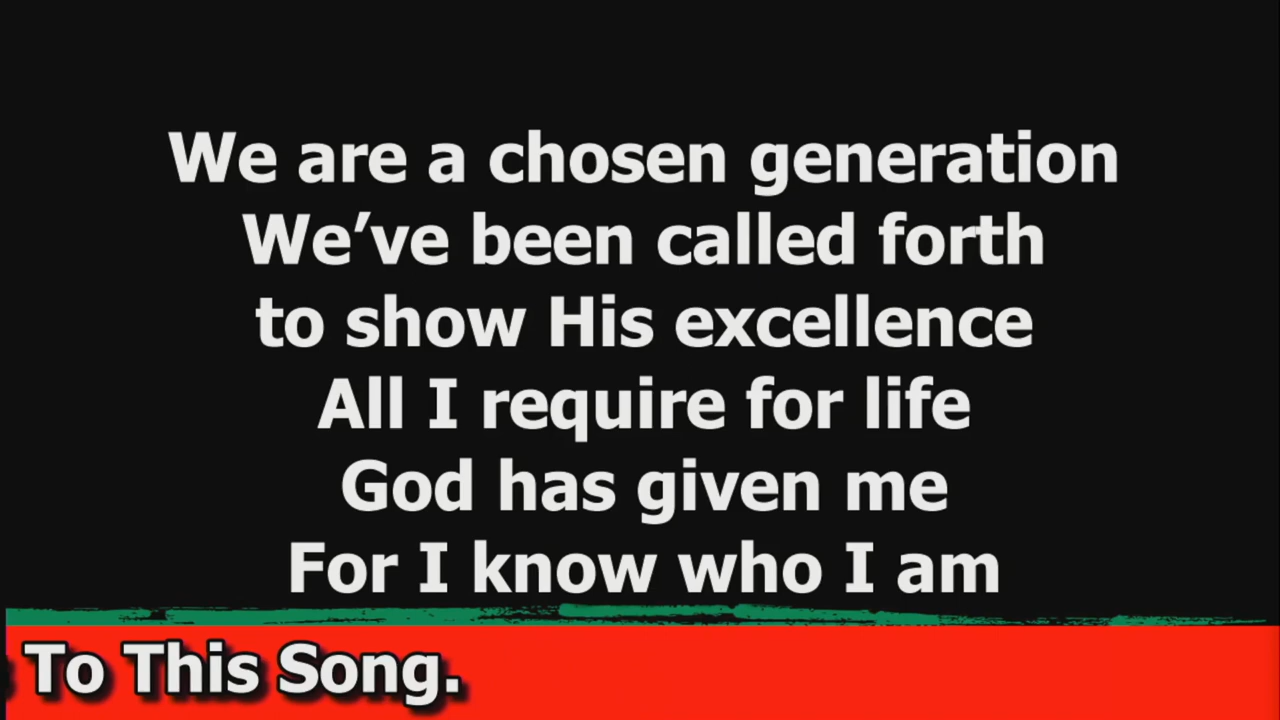 We are a chosen generation
We’ve been called forth
to show His excellence
All I require for life
God has given me
For I know who I am
To This Song.